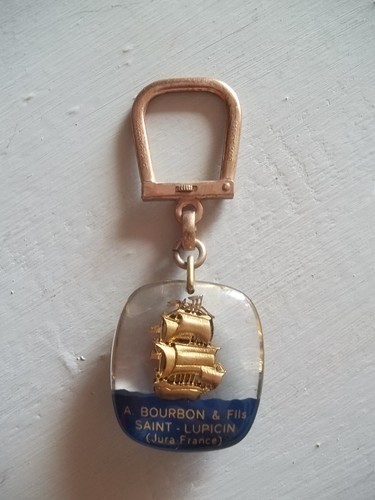 A. BOURBON & Fils
SAINT - LUPICIN
(Jura France)